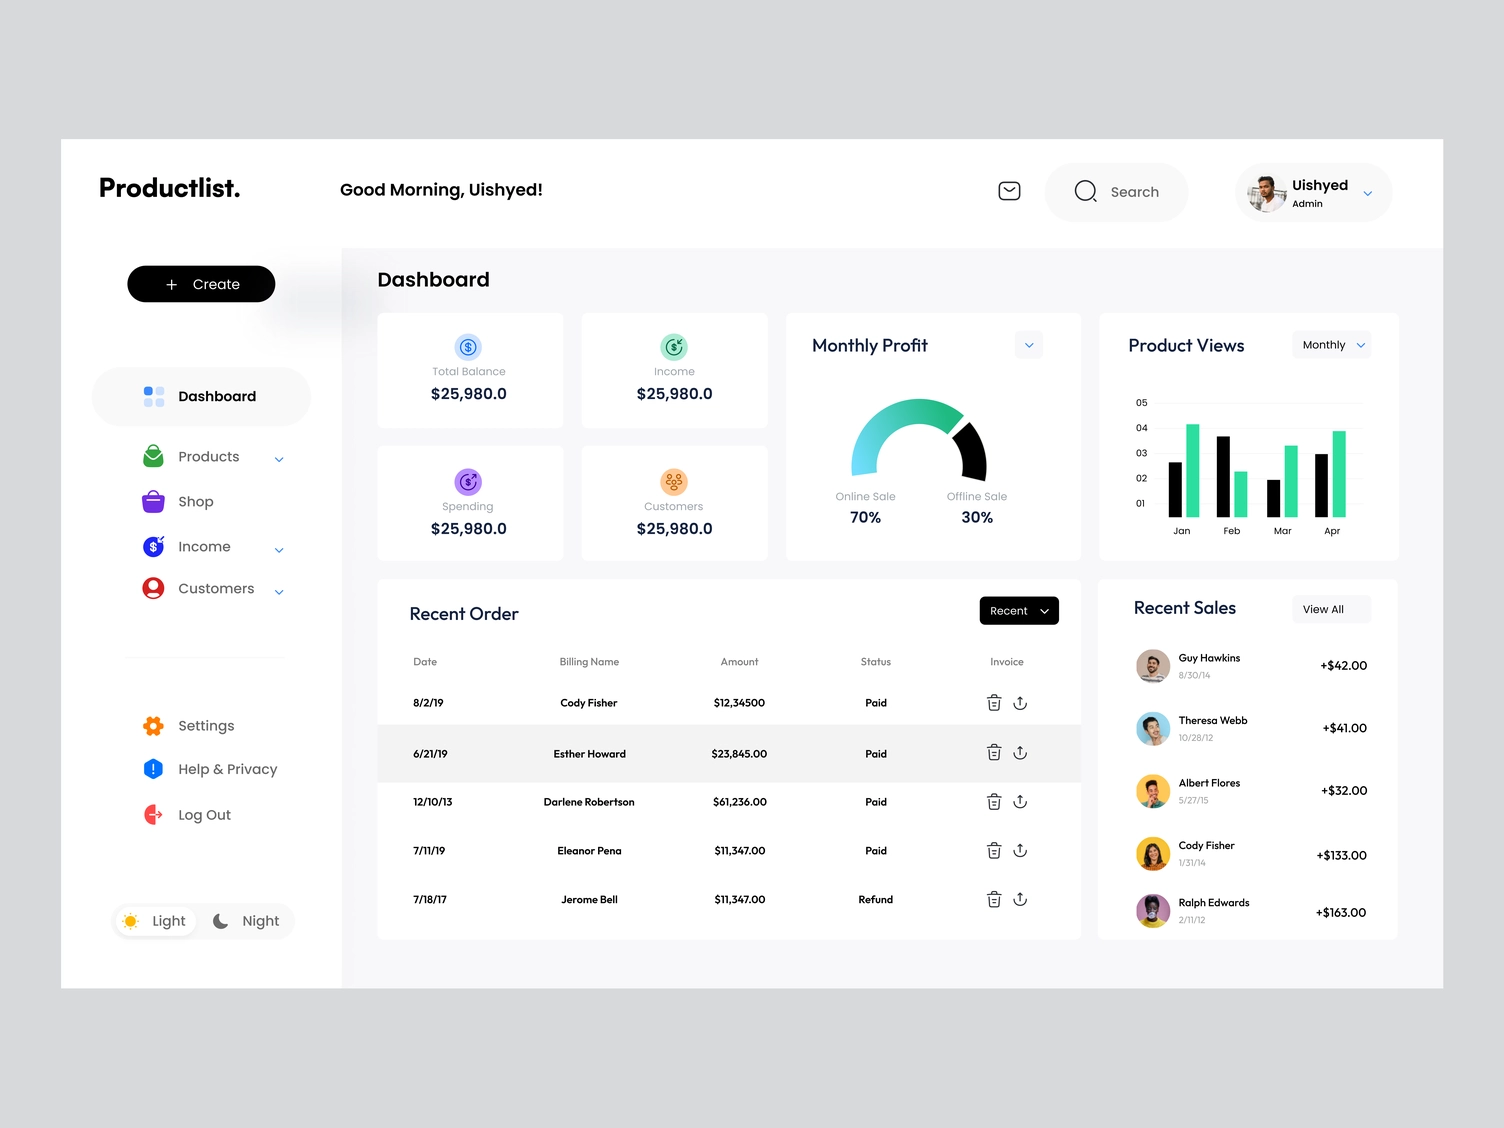 Productlist.
Good Morning, Uishyed!
Search
Uishyed
Admin
Create
Dashboard
Products
Shop
Income
Customers
Settings
Help & Privacy
Log Out
Light
Night
Dashboard
Total Balance
$25,980.0
Income
$25,980.0
Spending
$25,980.0
Customers
$25,980.0
Monthly Profit
Online Sale
70%
Offline Sale
30%
Product Views
Monthly
05
04
03
02
01
Jan Feb Mar Apr
Recent Order
Recent
Date Billing Name Amount Status Invoice
8/2/19 Cody Fisher $12,34500 Paid
6/21/19 Esther Howard $23,845.00 Paid
12/10/13 Darlene Robertson $61,236.00 Paid
7/11/19 Eleanor Pena $11,347.00 Paid
7/18/17 Jerome Bell $11,347.00 Refund
Recent Sales
View All
Guy Hawkins
8/30/14
+$42.00
Theresa Webb
10/28/12
+$41.00
Albert Flores
5/27/15
+$32.00
Cody Fisher
1/31/14
+$133.00
Ralph Edwards
2/11/12
+$163.00